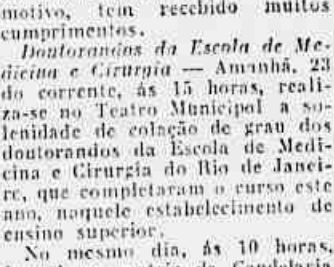 motivo, tem recebido muitos
cumprimentos.
Doutorandos da Escola de Me-
dicina e Cirurgia — Amanhã, 23
do corrente, ás 15 horas, reali-
za-se no Teatro Municipal a so-
lenidade de colação de grau dos
doutorandos da Escola de Medi-
cina e Cirurgia do Rio de Janei-
re, que completaram o curso este
ano, naquele estabelecimento de
ensino superior.
No mesmo dia, ás 10 horas,
da Candelaria